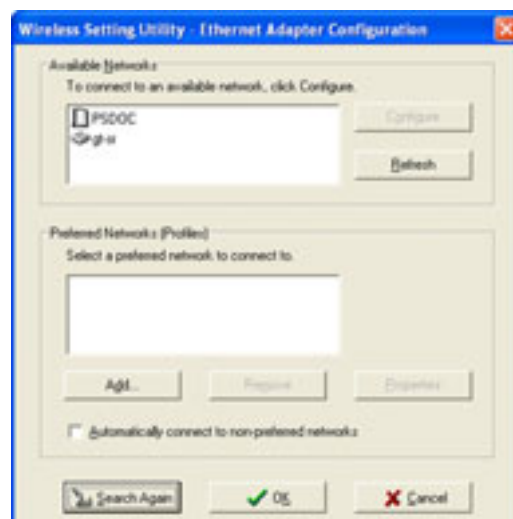 Wireless Setting Utility - Ethernet Adapter Configuration
Available Networks
To connect to an available network, click Configure.
PSDOC
Configure
Refresh
Preferred Networks (Profiles)
Select a preferred network to connect to.
Add...
Remove
Properties
Automatically connect to non-preferred networks
Search Again
OK
Cancel